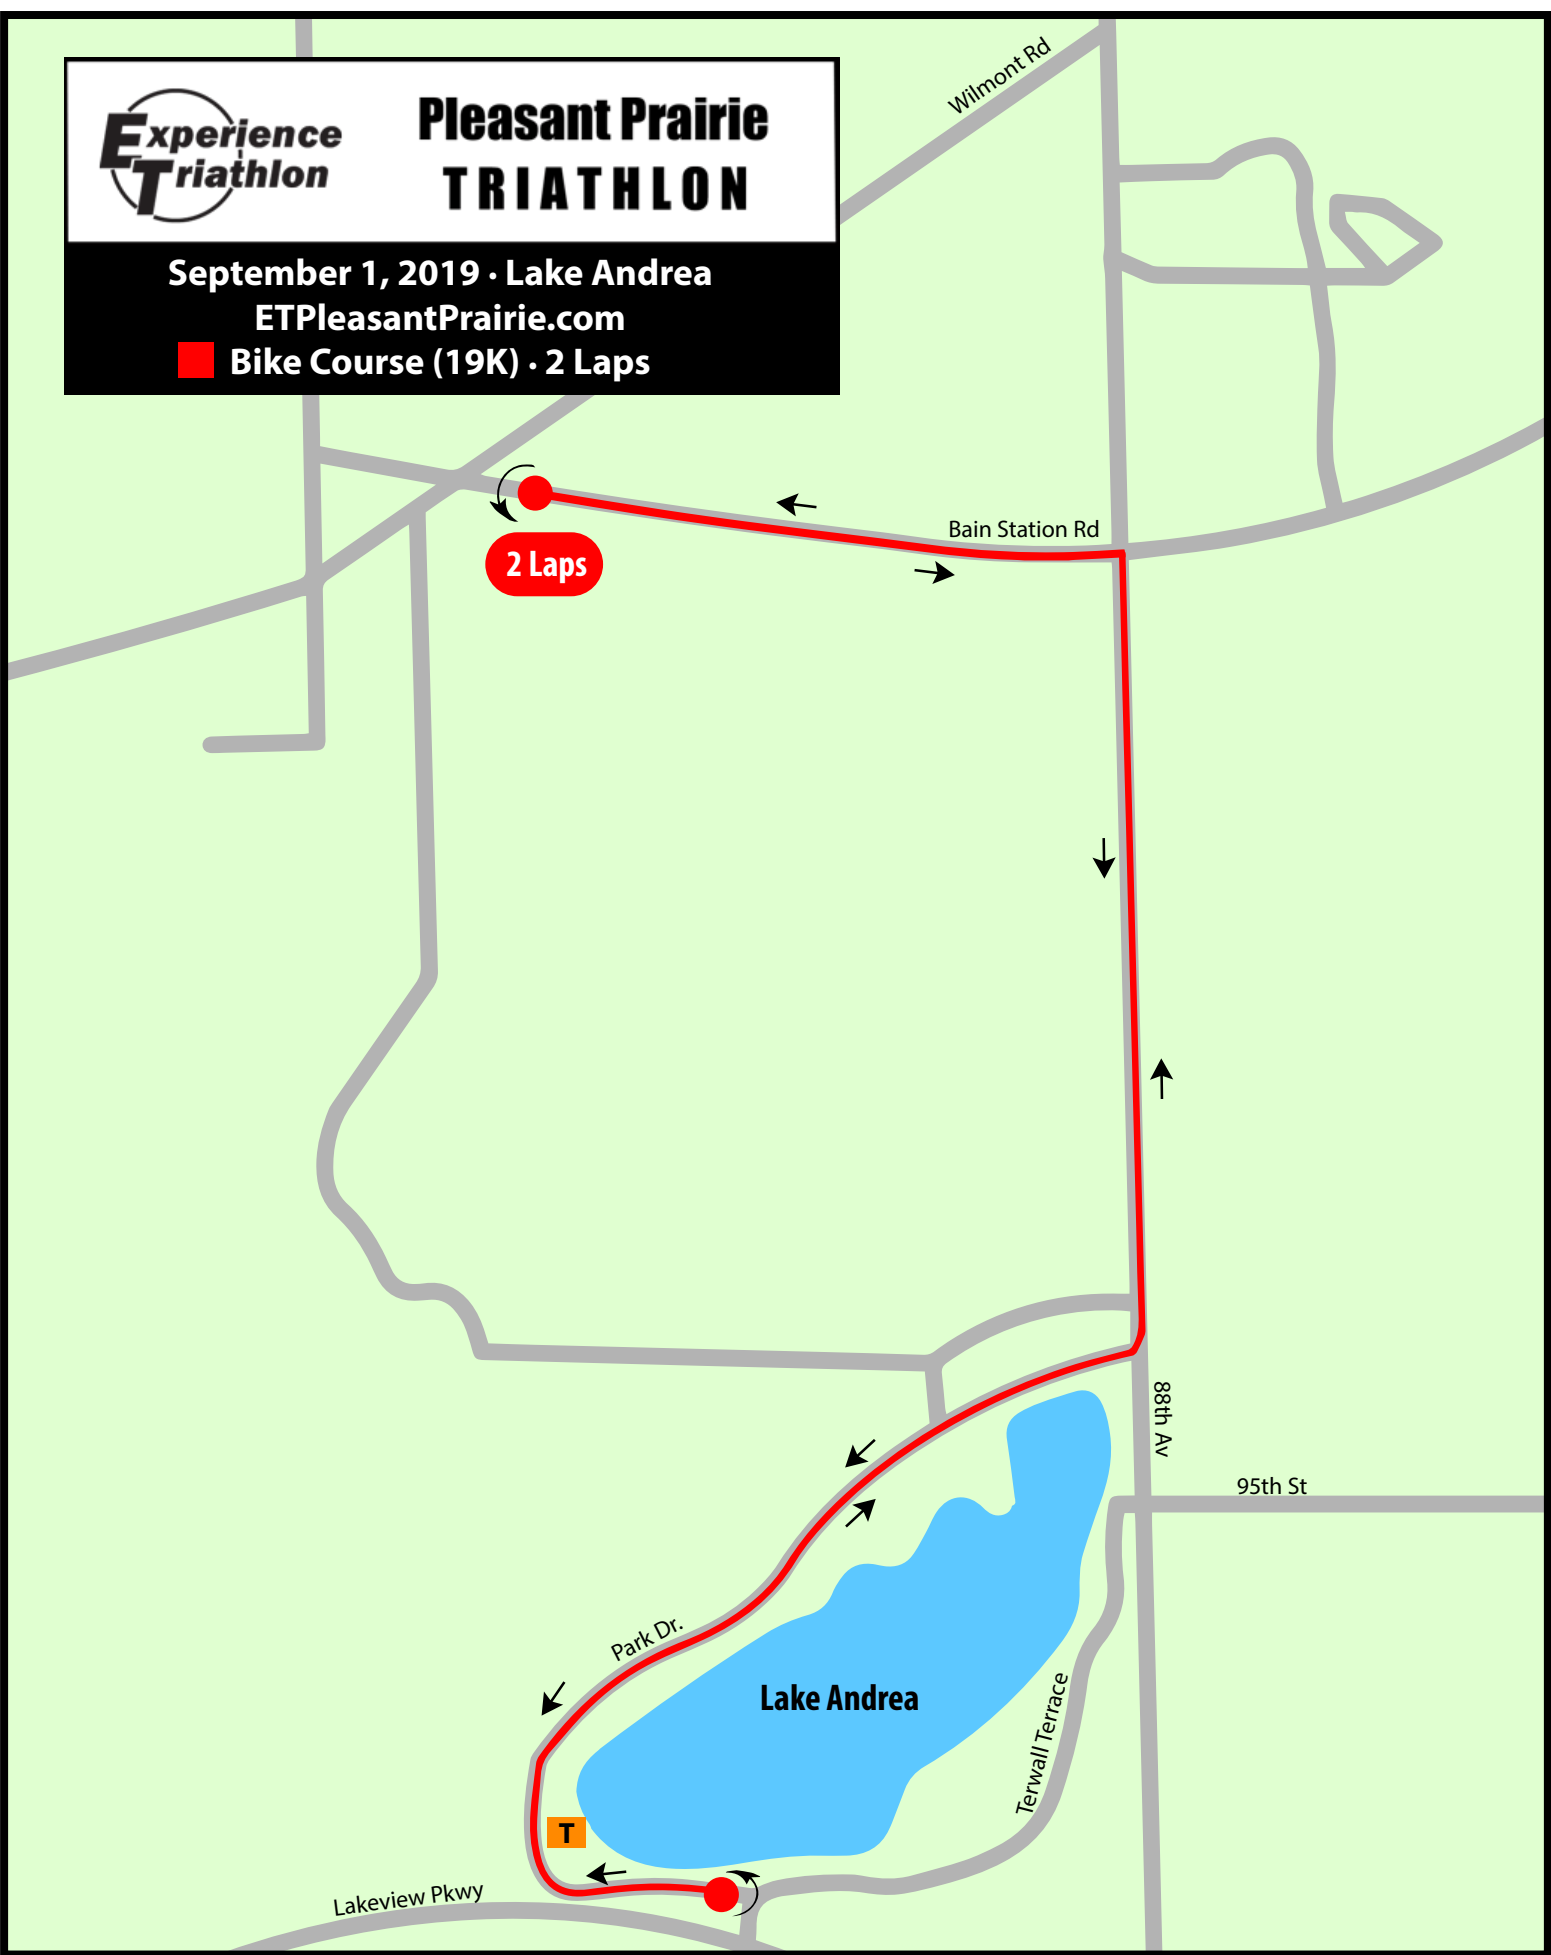 Experience
Triathlon
Pleasant Prairie
TRIATHLON
September 1, 2019 • Lake Andrea
ETPleasantPrairie.com
Bike Course (19K) • 2 Laps
Wilmont Rd
Bain Station Rd
2 Laps
88th Av
95th St
Park Dr.
Lake Andrea
Terwall Terrace
T
Lakeview Pkwy